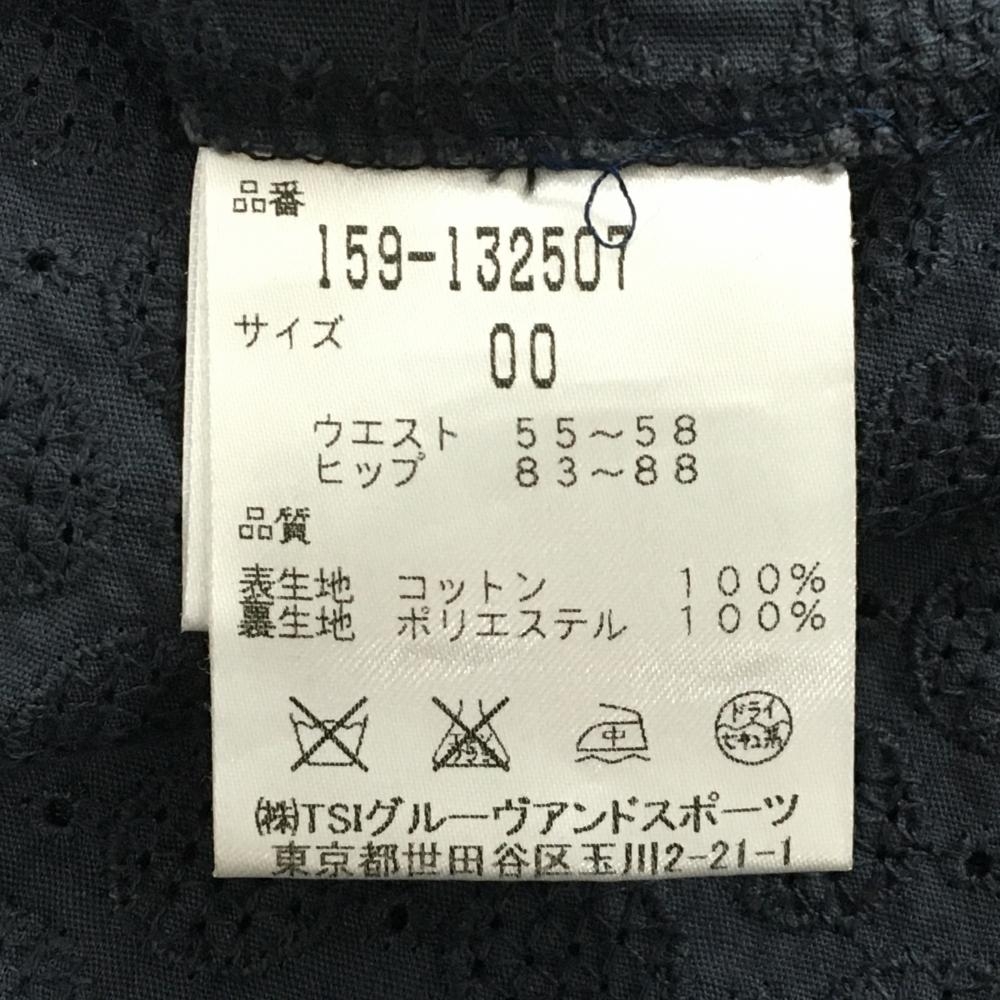 品番
159-132507
サイズ
00
ウエスト 55~58
ヒップ 83~88
品質
表生地 コットン 100%
裏生地 ポリエステル 100%
中
ドライ
セキユ系
㈱TSIグルーヴアンドスポーツ
東京都世田谷区玉川2-21-1